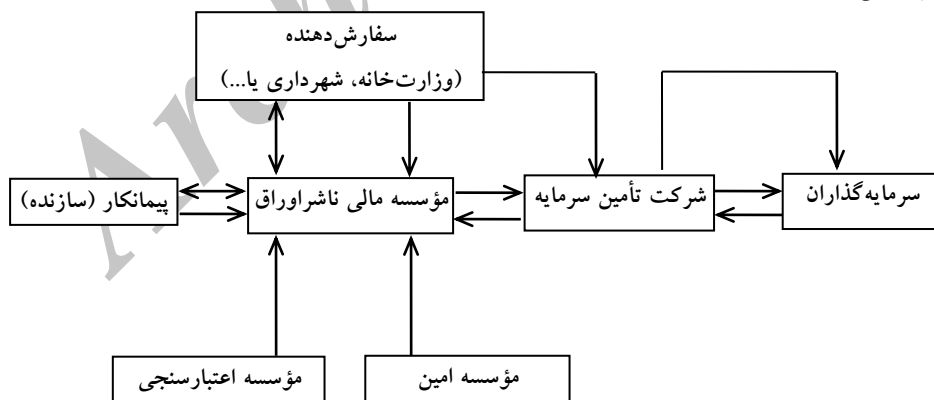 سفارش‌دهنده
(وزارت‌خانه، شهرداری یا...)
سرمایه‌گذاران
شرکت تأمین سرمایه
مؤسسه مالی ناشراوراق
پیمانکار (سازنده)
مؤسسه امین
مؤسسه اعتبارسنجی